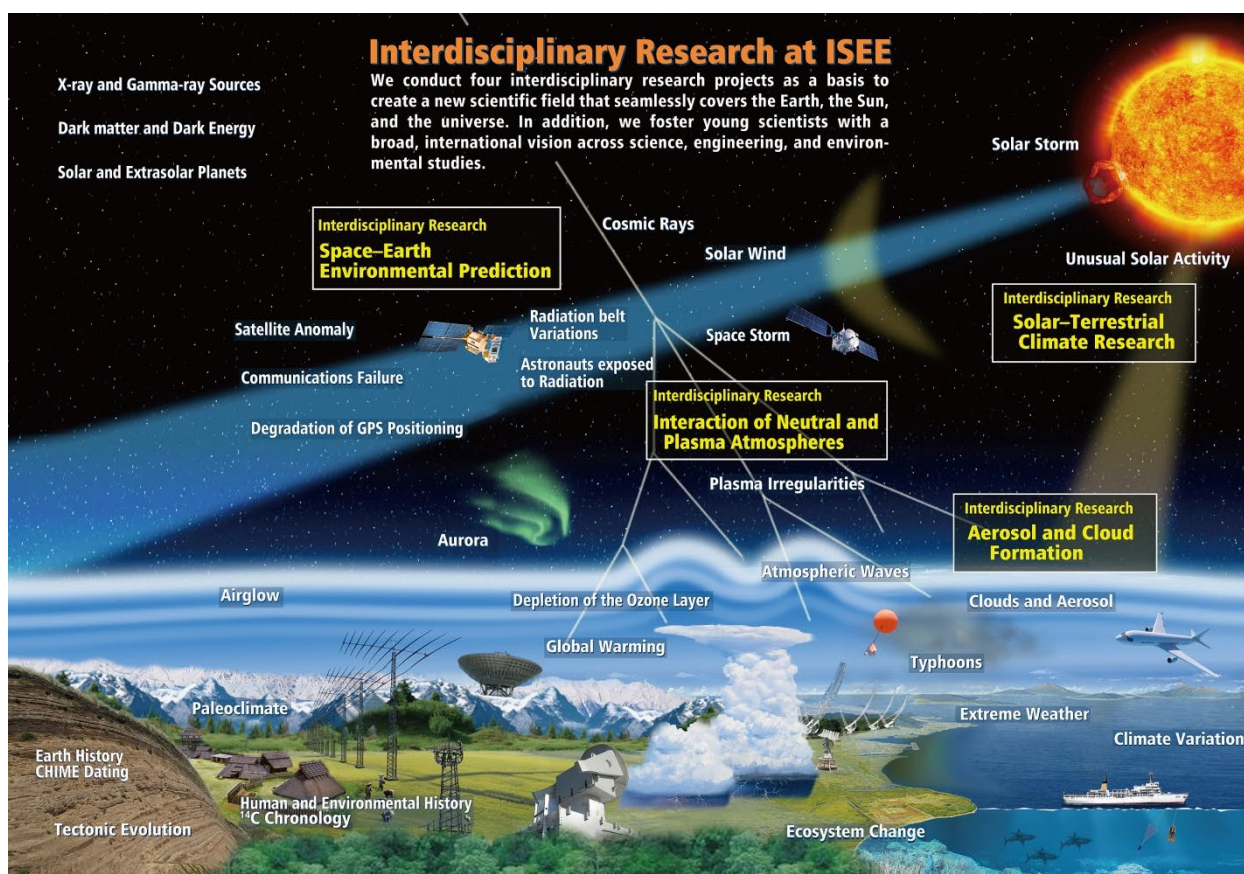 Interdisciplinary Research at ISEE
We conduct four interdisciplinary research projects as a basis to
create a new scientific field that seamlessly covers the Earth, the Sun,
and the universe. In addition, we foster young scientists with a
broad, international vision across science, engineering, and environ-
mental studies.
X-ray and Gamma-ray Sources
Dark matter and Dark Energy
Solar and Extrasolar Planets
Solar Storm
Interdisciplinary Research
Space–Earth
Environmental Prediction
Cosmic Rays
Solar Wind
Unusual Solar Activity
Interdisciplinary Research
Solar–Terrestrial
Climate Research
Satellite Anomaly
Radiation belt
Variations
Space Storm
Communications Failure
Astronauts exposed
to Radiation
Interdisciplinary Research
Interaction of Neutral and
Plasma Atmospheres
Degradation of GPS Positioning
Plasma Irregularities
Interdisciplinary Research
Aerosol and Cloud
Formation
Aurora
Atmospheric Waves
Airglow
Depletion of the Ozone Layer
Clouds and Aerosol
Global Warming
Typhoons
Paleoclimate
Extreme Weather
Climate Variation
Earth History
CHIME Dating
Human and Environmental History
¹⁴C Chronology
Tectonic Evolution
Ecosystem Change